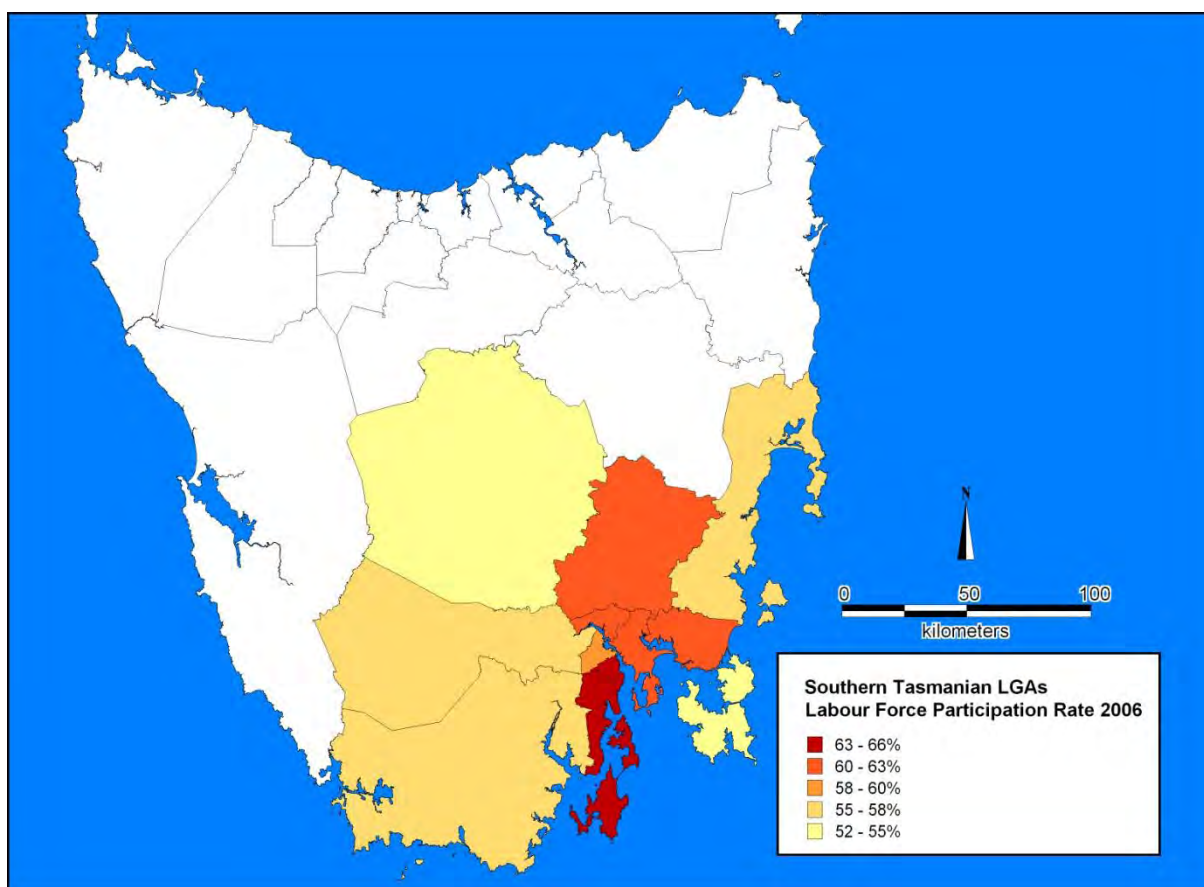 N
0 50 100
kilometers
Southern Tasmanian LGAs
Labour Force Participation Rate 2006
63 - 66%
60 - 63%
58 - 60%
55 - 58%
52 - 55%